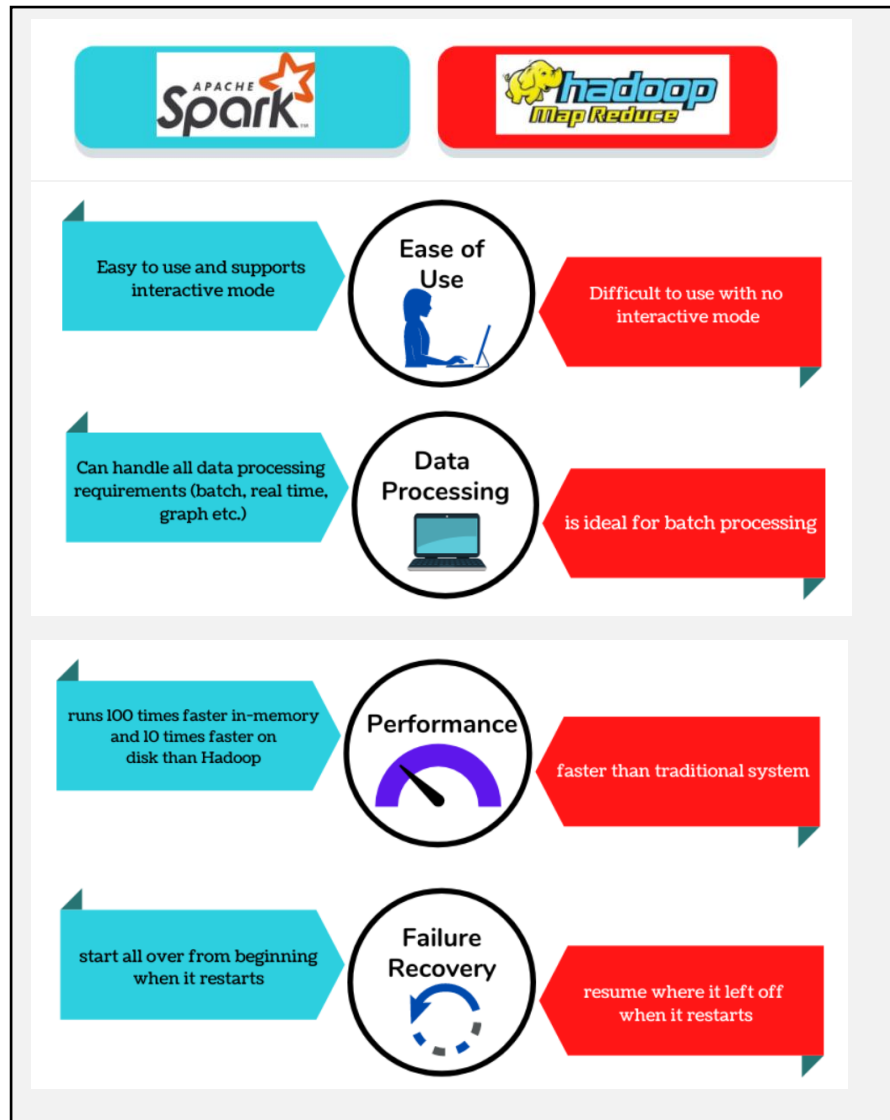 APACHE
Spark™
hadoop
Map Reduce
Easy to use and supports
interactive mode
Ease of
Use
Difficult to use with no
interactive mode
Can handle all data processing
requirements (batch, real time,
graph etc.)
Data
Processing
is ideal for batch processing
runs 100 times faster in-memory
and 10 times faster on
disk than Hadoop
Performance
faster than traditional system
start all over from beginning
when it restarts
Failure
Recovery
resume where it left off
when it restarts